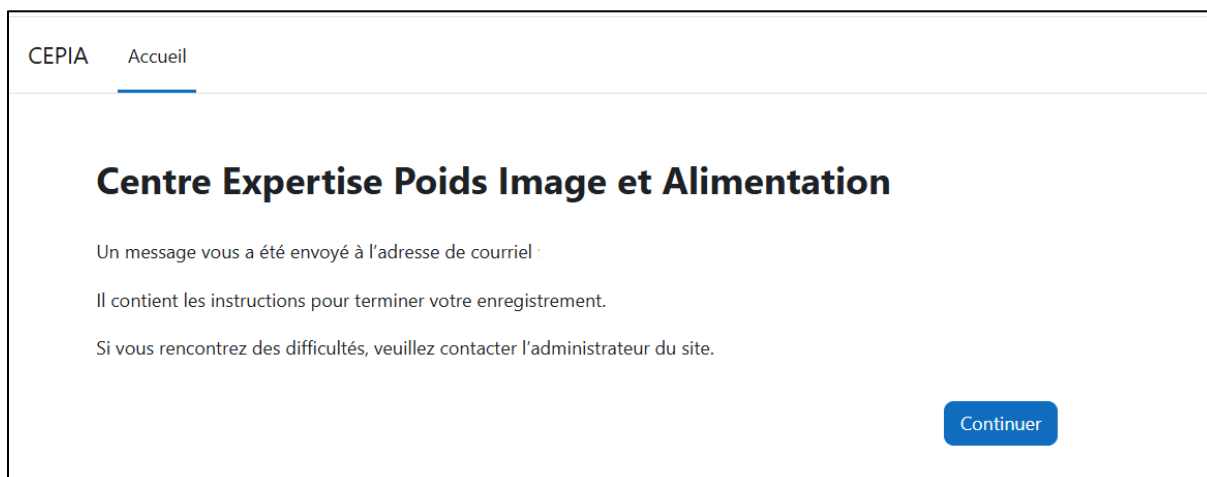 CEPIA Accueil
Centre Expertise Poids Image et Alimentation
Un message vous a été envoyé à l'adresse de courriel
Il contient les instructions pour terminer votre enregistrement.
Si vous rencontrez des difficultés, veuillez contacter l'administrateur du site.
Continuer